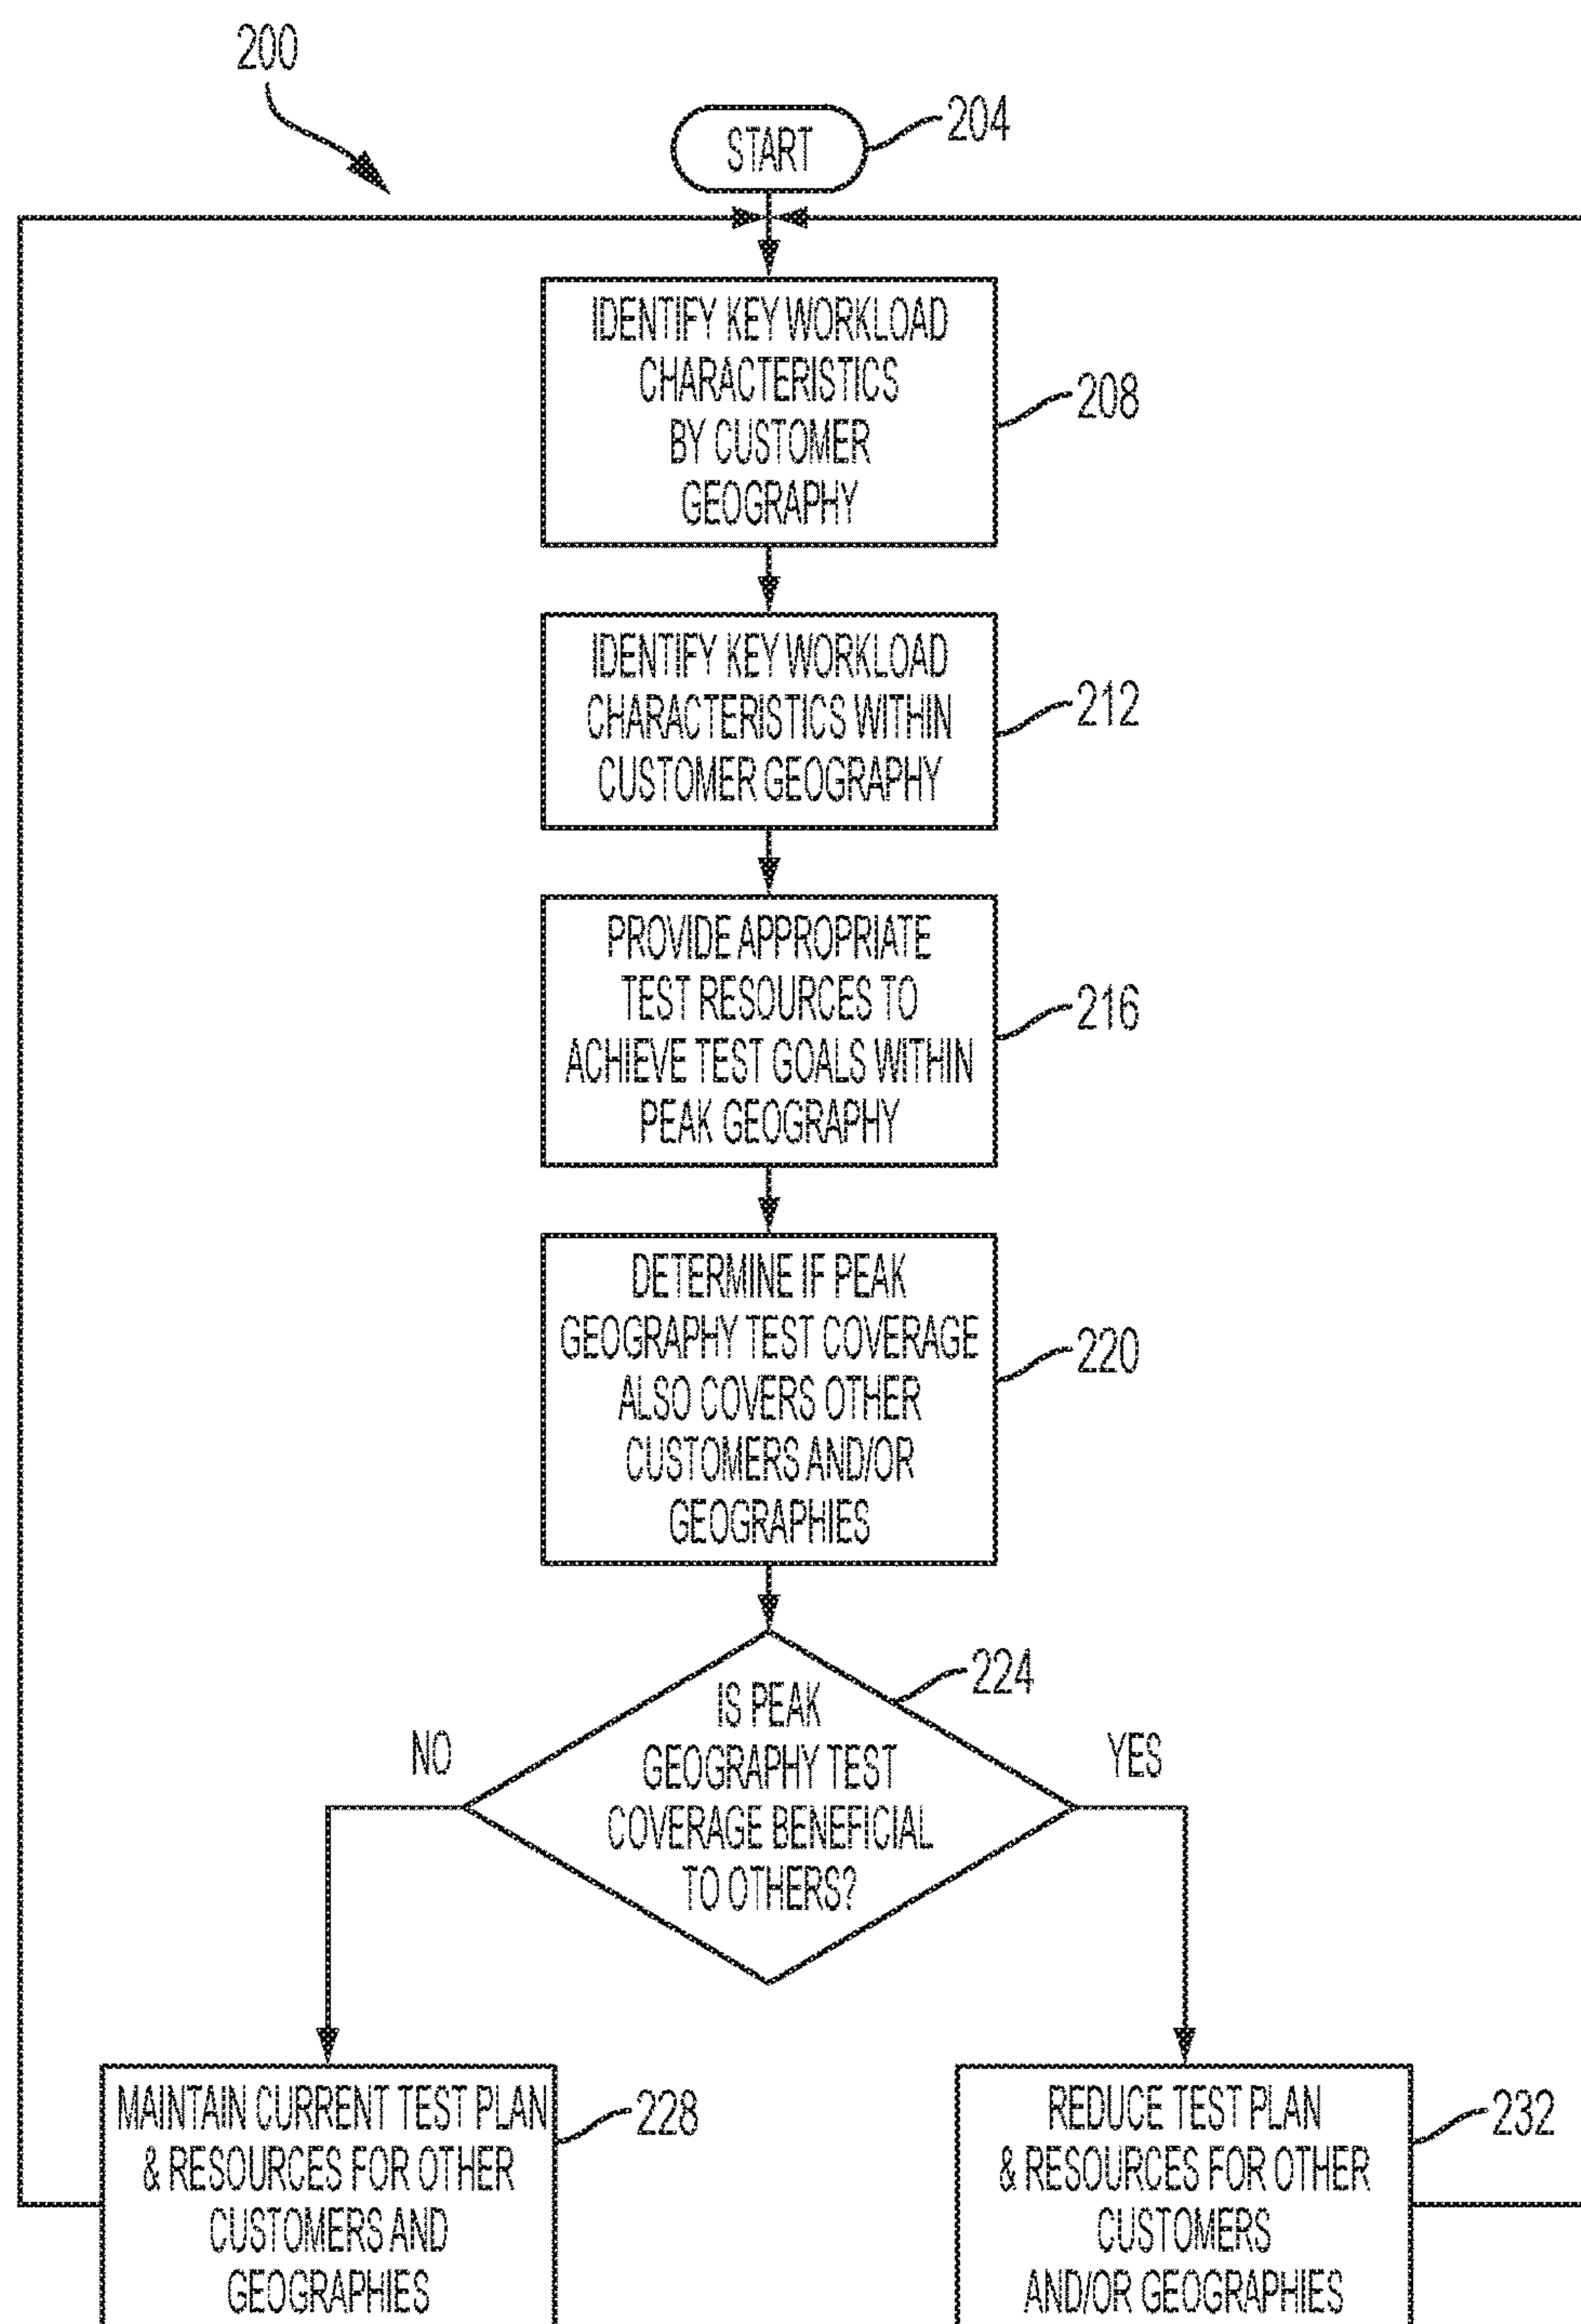 200
START
204
IDENTIFY KEY WORKLOAD
CHARACTERISTICS
BY CUSTOMER
GEOGRAPHY
208
IDENTIFY KEY WORKLOAD
CHARACTERISTICS WITHIN
CUSTOMER GEOGRAPHY
212
PROVIDE APPROPRIATE
TEST RESOURCES TO
ACHIEVE TEST GOALS WITHIN
PEAK GEOGRAPHY
216
DETERMINE IF PEAK
GEOGRAPHY TEST COVERAGE
ALSO COVERS OTHER
CUSTOMERS AND/OR
GEOGRAPHIES
220
IS PEAK
GEOGRAPHY TEST
COVERAGE BENEFICIAL
TO OTHERS?
224
NO
YES
MAINTAIN CURRENT TEST PLAN
& RESOURCES FOR OTHER
CUSTOMERS AND
GEOGRAPHIES
228
REDUCE TEST PLAN
& RESOURCES FOR OTHER
CUSTOMERS
AND/OR GEOGRAPHIES
232